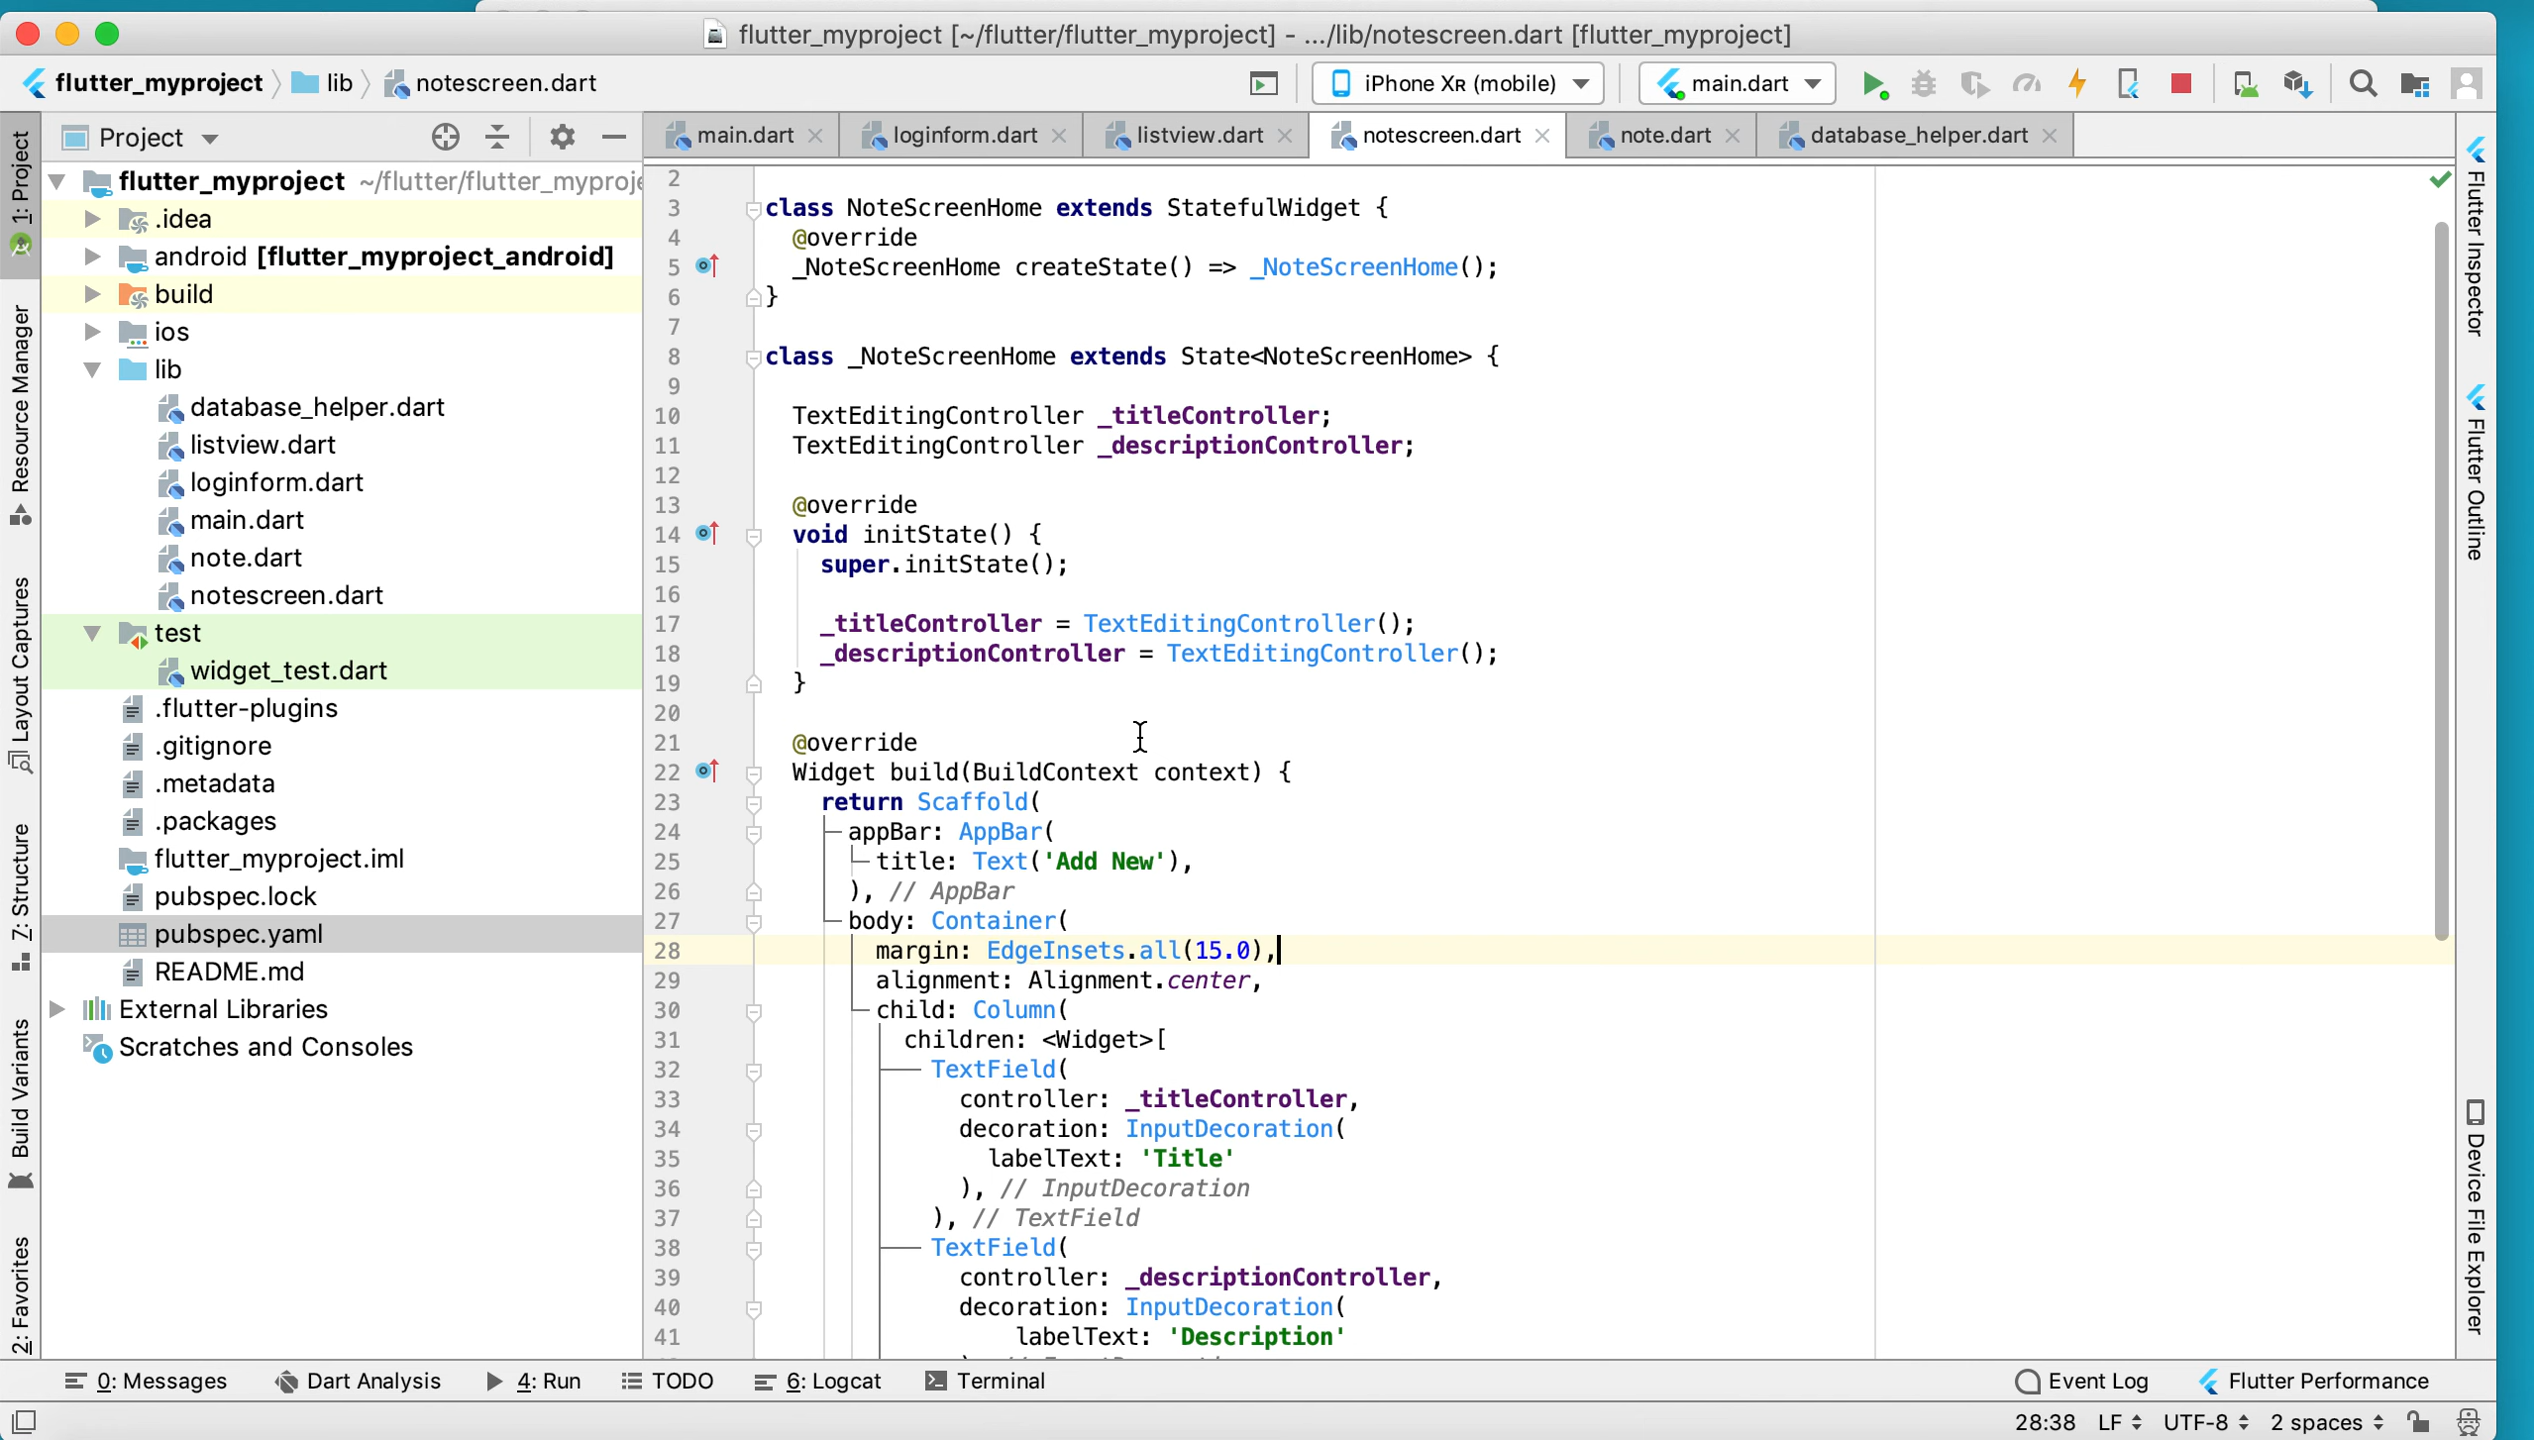 flutter_myproject [~/flutter/flutter_myproject] - .../lib/notescreen.dart [flutter_myproject]
flutter_myproject
lib
notescreen.dart
iPhone XR (mobile)
main.dart
Project
main.dart
loginform.dart
listview.dart
notescreen.dart
note.dart
database_helper.dart
flutter_myproject ~/flutter/flutter_myproje
.idea
android [flutter_myproject_android]
build
ios
lib
database_helper.dart
listview.dart
loginform.dart
main.dart
note.dart
notescreen.dart
test
widget_test.dart
.flutter-plugins
.gitignore
.metadata
.packages
flutter_myproject.iml
pubspec.lock
pubspec.yaml
README.md
External Libraries
Scratches and Consoles
1: Project
Resource Manager
Layout Captures
Z: Structure
Build Variants
2: Favorites
2
3 class NoteScreenHome extends StatefulWidget {
4 @override
5 _NoteScreenHome createState() => _NoteScreenHome();
6 }
7
8 class _NoteScreenHome extends State<NoteScreenHome> {
9
10 TextEditingController _titleController;
11 TextEditingController _descriptionController;
12
13 @override
14 void initState() {
15 super.initState();
16
17 _titleController = TextEditingController();
18 _descriptionController = TextEditingController();
19 }
20
21 @override
22 Widget build(BuildContext context) {
23 return Scaffold(
24 appBar: AppBar(
25 title: Text('Add New'),
26 ), // AppBar
27 body: Container(
28 margin: EdgeInsets.all(15.0),
29 alignment: Alignment.center,
30 child: Column(
31 children: <Widget>[
32 TextField(
33 controller: _titleController,
34 decoration: InputDecoration(
35 labelText: 'Title'
36 ), // InputDecoration
37 ), // TextField
38 TextField(
39 controller: _descriptionController,
40 decoration: InputDecoration(
41 labelText: 'Description'
Flutter Inspector
Flutter Outline
Device File Explorer
0: Messages
Dart Analysis
4: Run
TODO
6: Logcat
Terminal
Event Log
Flutter Performance
28:38
LF
UTF-8
2 spaces